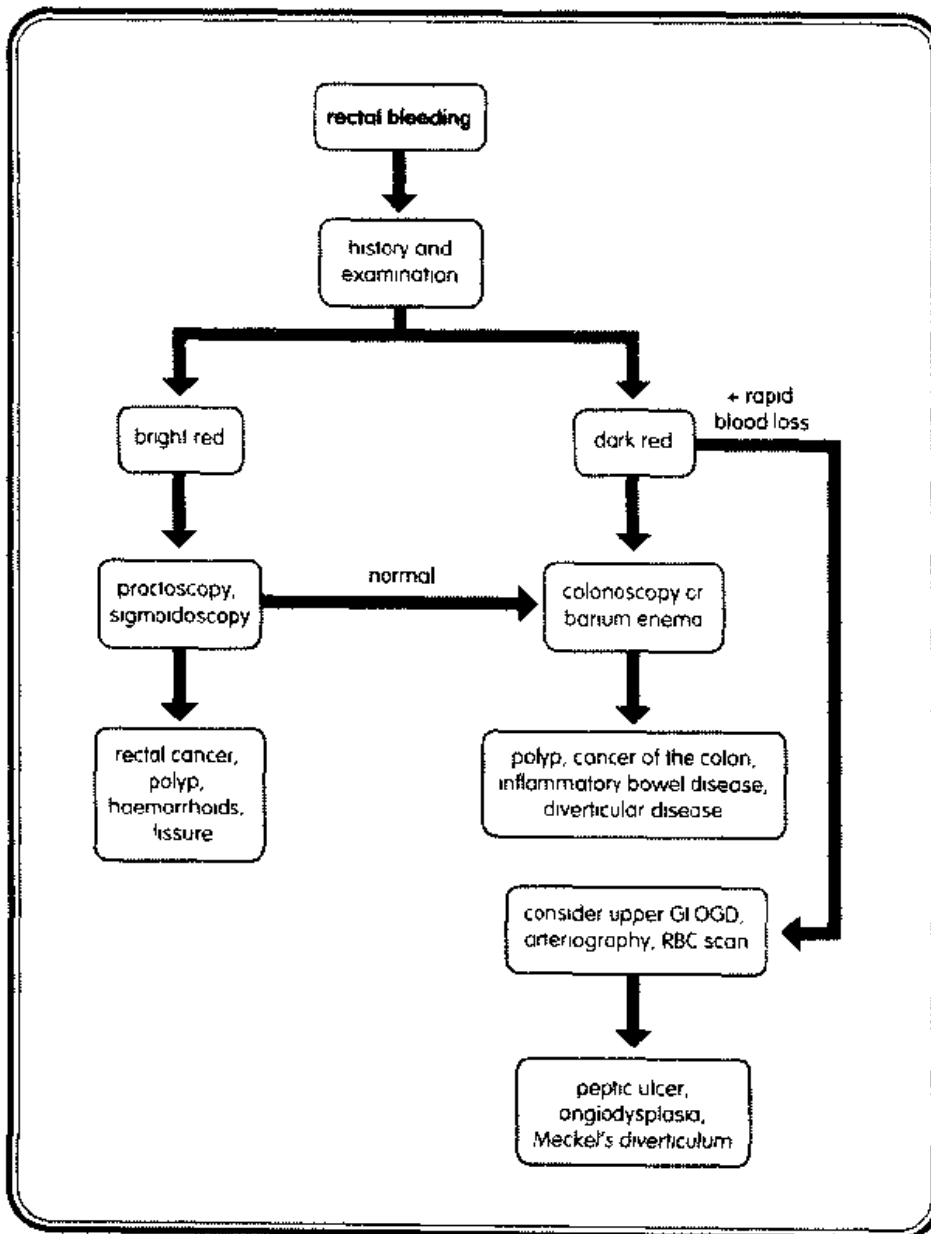 rectal bleeding
history and
examination
bright red
dark red
+ rapid
blood loss
proctoscopy,
sigmoidoscopy
normal
colonoscopy or
barium enema
rectal cancer,
polyp,
haemorrhoids,
fissure
polyp, cancer of the colon,
inflammatory bowel disease,
diverticular disease
consider upper GI OGD,
arteriography, RBC scan
peptic ulcer,
angiodysplasia,
Meckel's diverticulum